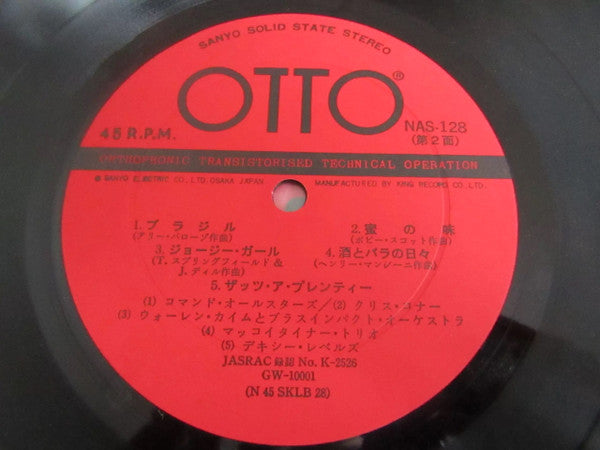 SANYO SOLID STATE STEREO
OTTO®
45 R.P.M.
NAS-128
(第2面)
ORTHOPHONIC TRANSISTORISED TECHNICAL OPERATION
® SANYO ELECTRIC CO., LTD. OSAKA JAPAN
MANUFACTURED BY KING RECORD CO., LTD.
1. ブラジル
(アリー・バローゾ作曲)
2. 蜜の味
(ボビー・スコット作曲)
3. ジョージー・ガール
(T. スプリングフィールド &
J. ディル作曲)
4. 酒とバラの日々
(ヘンリー・マンシーニ作曲)
5. ザッツ・ア・プレンティー
(1) コマンド・オールスターズ/(2) クリス・コナー
(3) ウォーレン・カイムとブラスインパクト・オーケストラ
(4) マッコイタイナー・トリオ
(5) デキシー・レベルズ
JASRAC 録認 No. K-2526
GW-10001
(N 45 SKLB 28)